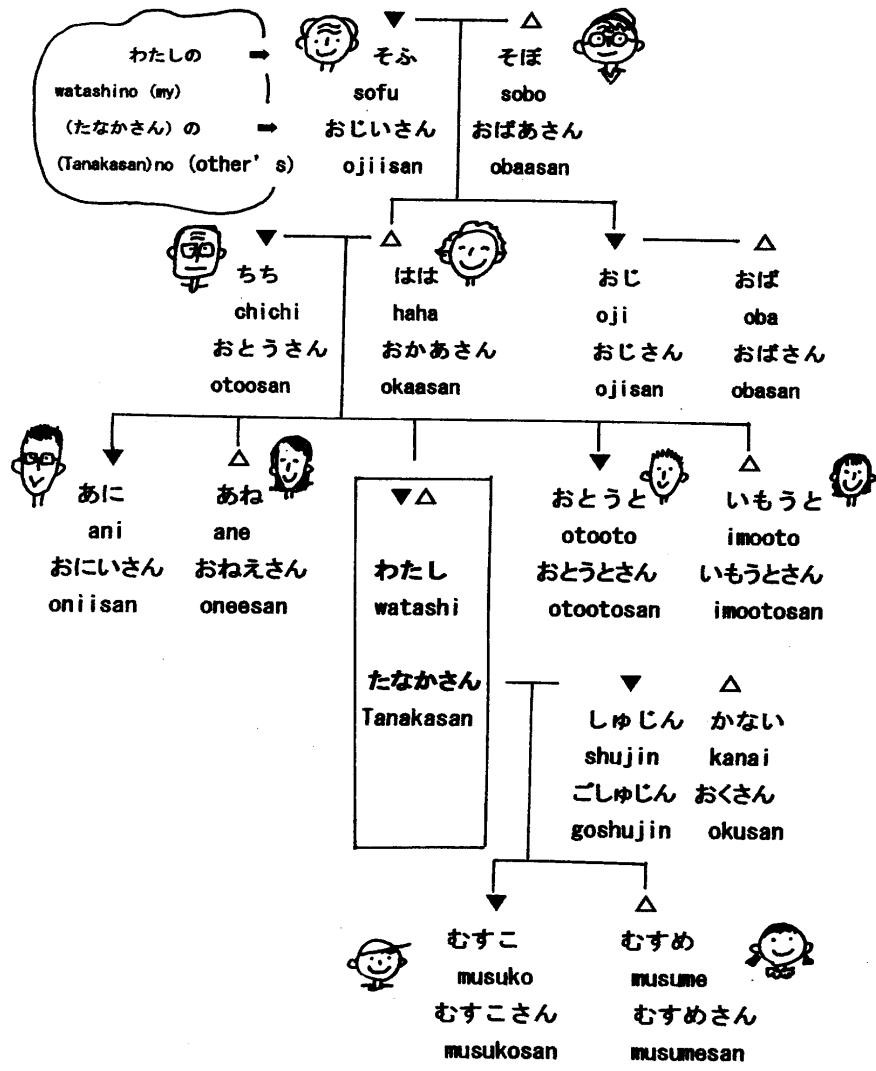 わたしの ➡
watashino (my)
(たなかさん) の ➡
(Tanakasan)no (other's)
▼ △
そふ そぼ
sofu sobo
おじいさん おばあさん
ojiisan obaasan
▼ △ ▼ △
ちち はは おじ おば
chichi haha oji oba
おとうさん おかあさん おじさん おばさん
otoosan okaasan ojisan obasan
▼ △ ▼ △
あに あね おとうと いもうと
ani ane otooto imooto
おにいさん おねえさん おとうとさん いもうとさん
oniisan oneesan otootosan imootosan
▼△
わたし
watashi
たなかさん
Tanakasan
▼ △
しゅじん かない
shujin kanai
ごしゅじん おくさん
goshujin okusan
▼ △
むすこ むすめ
musuko musume
むすこさん むすめさん
musukosan musumesan